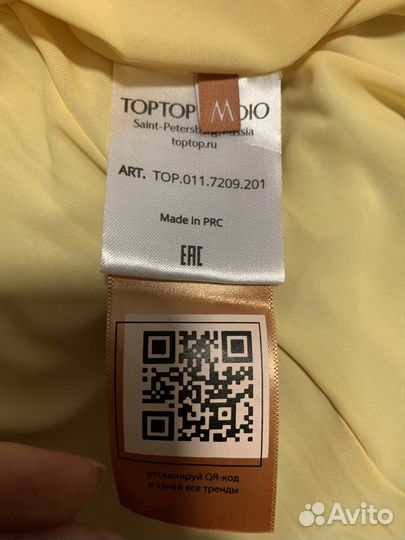 TOPTOP
DIO
Saint-Petersburg, Russia
toptop.ru
ART. TOP.011.7209.201
Made in PRC
EAC
отсканируй QR-код
и узнай все тренды
Avito